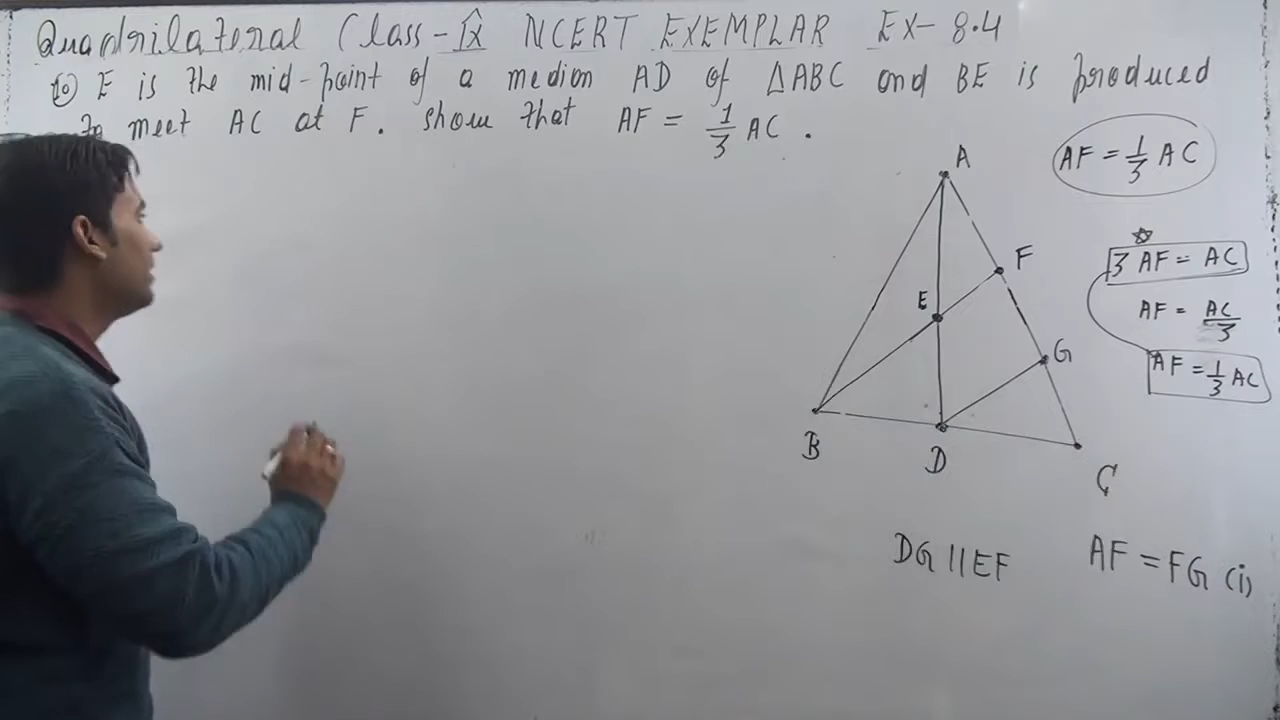 Quadrilateral Class-IX NCERT EXEMPLAR EX-8.4
10 E is the mid-point of a median AD of ΔABC and BE is produced
To meet AC at F. show that AF = 1/3 AC.
AF = 1/3 AC
3 AF = AC
AF = AC/3
AF = 1/3 AC
A
F
E
G
B
D
C
DG || EF AF = FG (i)